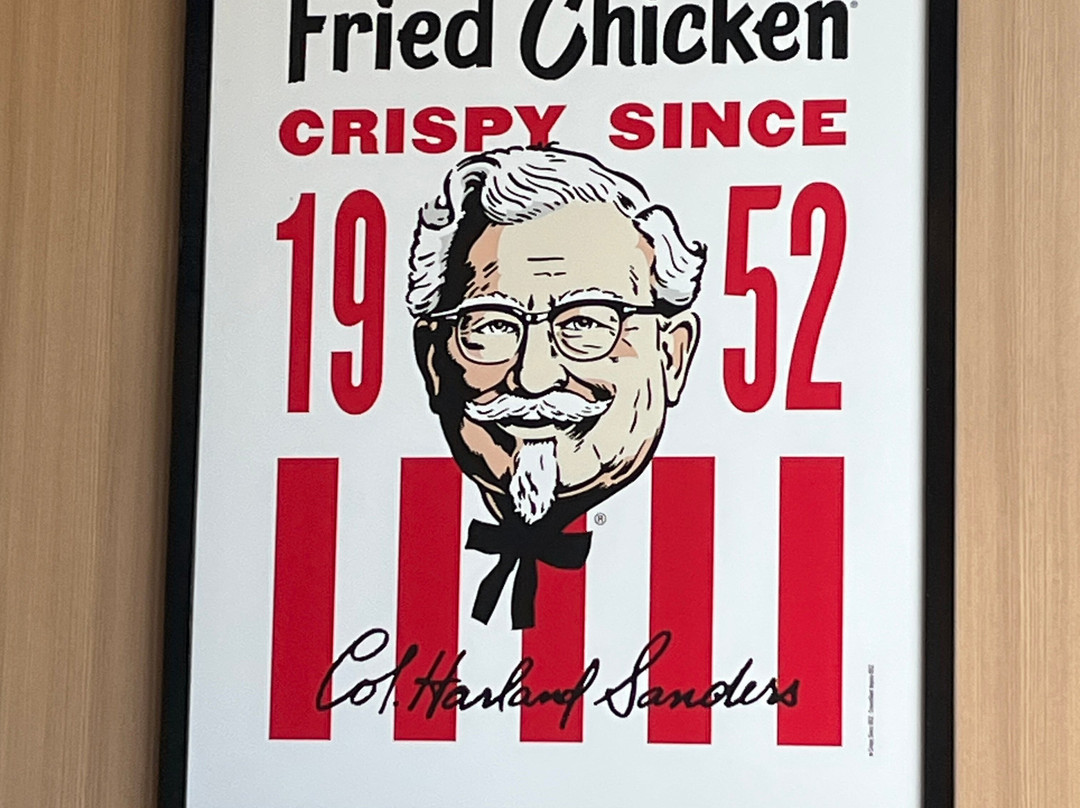 Fried Chicken®
CRISPY SINCE
19 52
®
Col. Harland Sanders